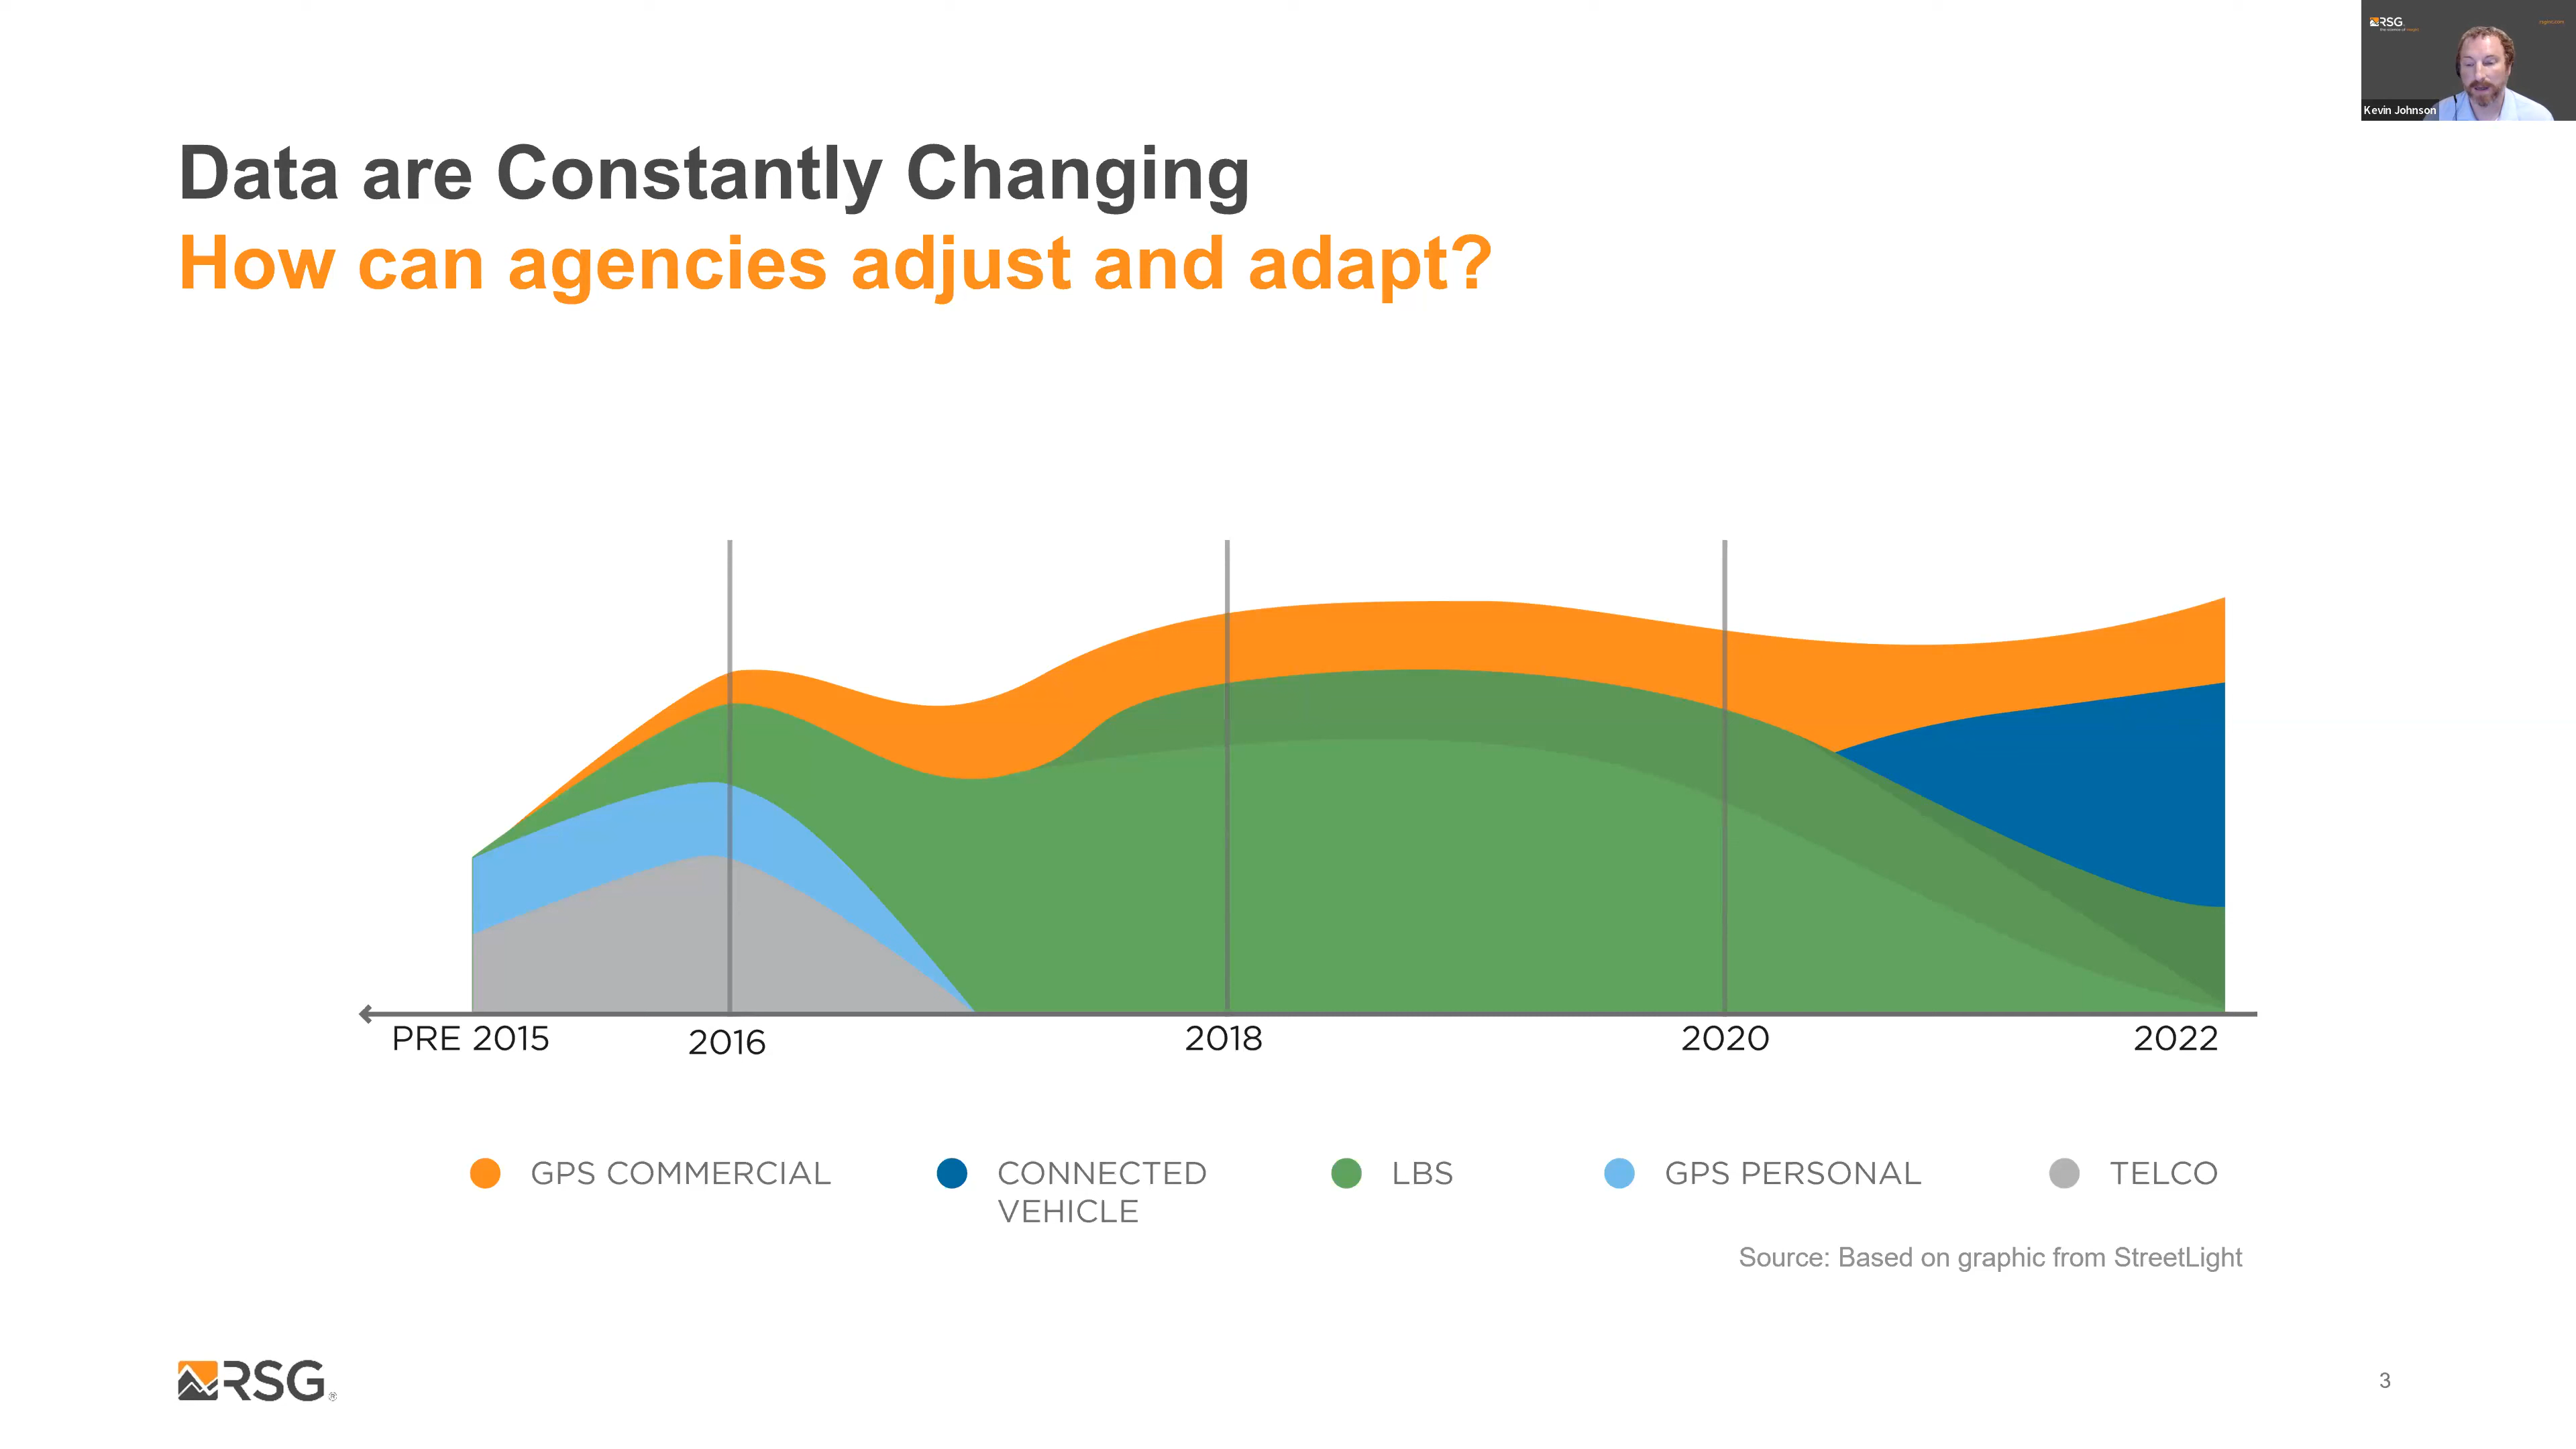 RSG
Kevin Johnson
Data are Constantly Changing
How can agencies adjust and adapt?
PRE 2015
2016
2018
2020
2022
GPS COMMERCIAL
CONNECTED
VEHICLE
LBS
GPS PERSONAL
TELCO
Source: Based on graphic from StreetLight
RSG
3